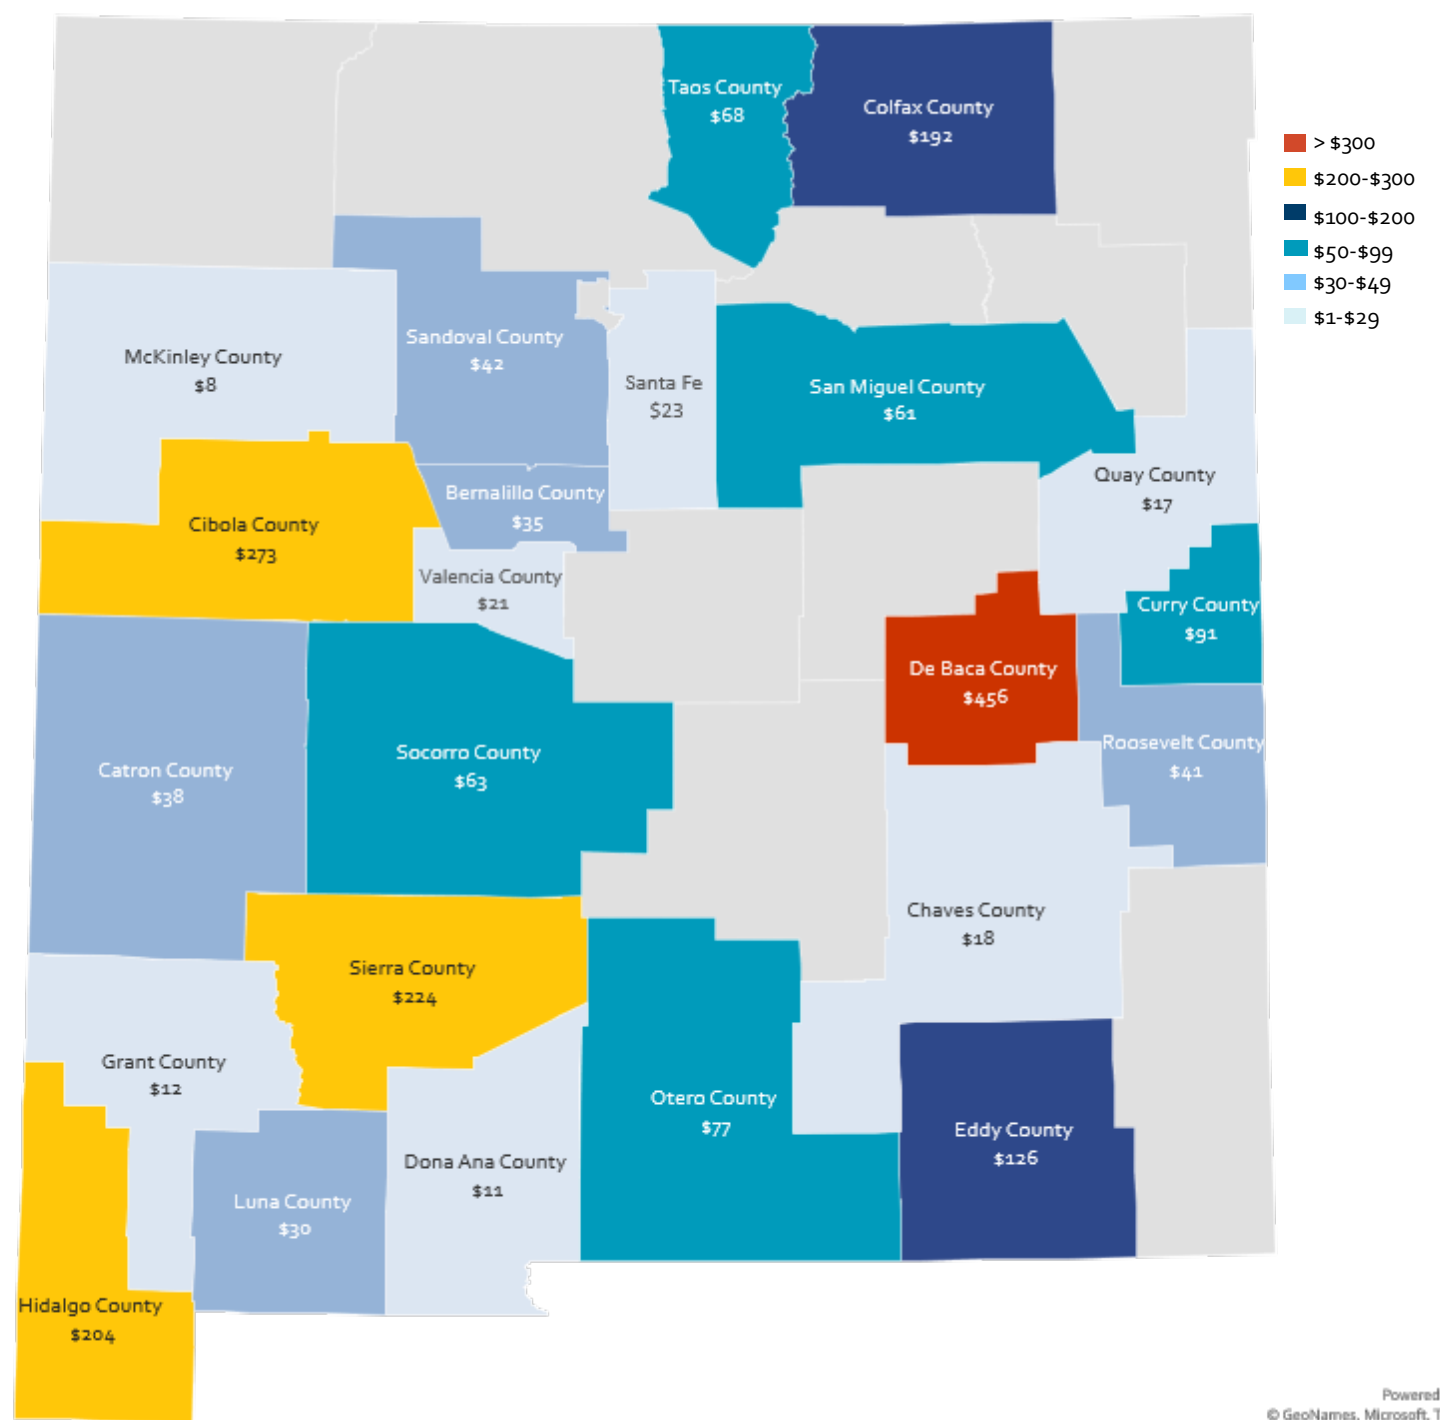 Taos County
$68
Colfax County
$192
> $300
$200-$300
$100-$200
$50-$99
$30-$49
$1-$29
McKinley County
$8
Sandoval County
$42
Santa Fe
$23
San Miguel County
$61
Quay County
$17
Bernalillo County
$35
Cibola County
$273
Valencia County
$21
Curry County
$91
De Baca County
$456
Roosevelt County
$41
Socorro County
$63
Catron County
$38
Chaves County
$18
Sierra County
$224
Grant County
$12
Otero County
$77
Eddy County
$126
Dona Ana County
$11
Luna County
$30
Hidalgo County
$204
Powered
© GeoNames, Microsoft, T